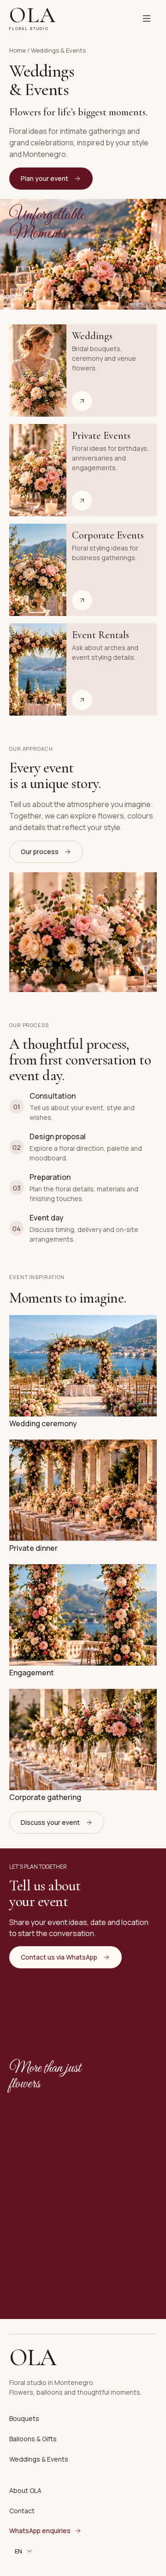 OLA
FLORAL STUDIO
Home / Weddings & Events
Weddings
& Events
Flowers for life's biggest moments.
Floral ideas for intimate gatherings and
grand celebrations, inspired by your style
and Montenegro.
Plan your event →
Unforgettable
Moments
Weddings
Bridal bouquets,
ceremony and venue
flowers.
Private Events
Floral ideas for birthdays,
anniversaries and
engagements.
Corporate Events
Floral styling ideas for
business gatherings.
Event Rentals
Ask about arches and
event styling details.
OUR APPROACH
Every event
is a unique story.
Tell us about the atmosphere you imagine.
Together, we can explore flowers, colours
and details that reflect your style.
Our process →
OUR PROCESS
A thoughtful process,
from first conversation to
event day.
01
Consultation
Tell us about your event, style and
wishes.
02
Design proposal
Explore a floral direction, palette and
moodboard.
03
Preparation
Plan the floral details, materials and
finishing touches.
04
Event day
Discuss timing, delivery and on-site
arrangements.
EVENT INSPIRATION
Moments to imagine.
Wedding ceremony
Private dinner
Engagement
Corporate gathering
Discuss your event →
LET'S PLAN TOGETHER
Tell us about
your event
Share your event ideas, date and location
to start the conversation.
Contact us via WhatsApp →
More than just
flowers
OLA
Floral studio in Montenegro.
Flowers, balloons and thoughtful moments.
Bouquets
Balloons & Gifts
Weddings & Events
About OLA
Contact
WhatsApp enquiries →
EN